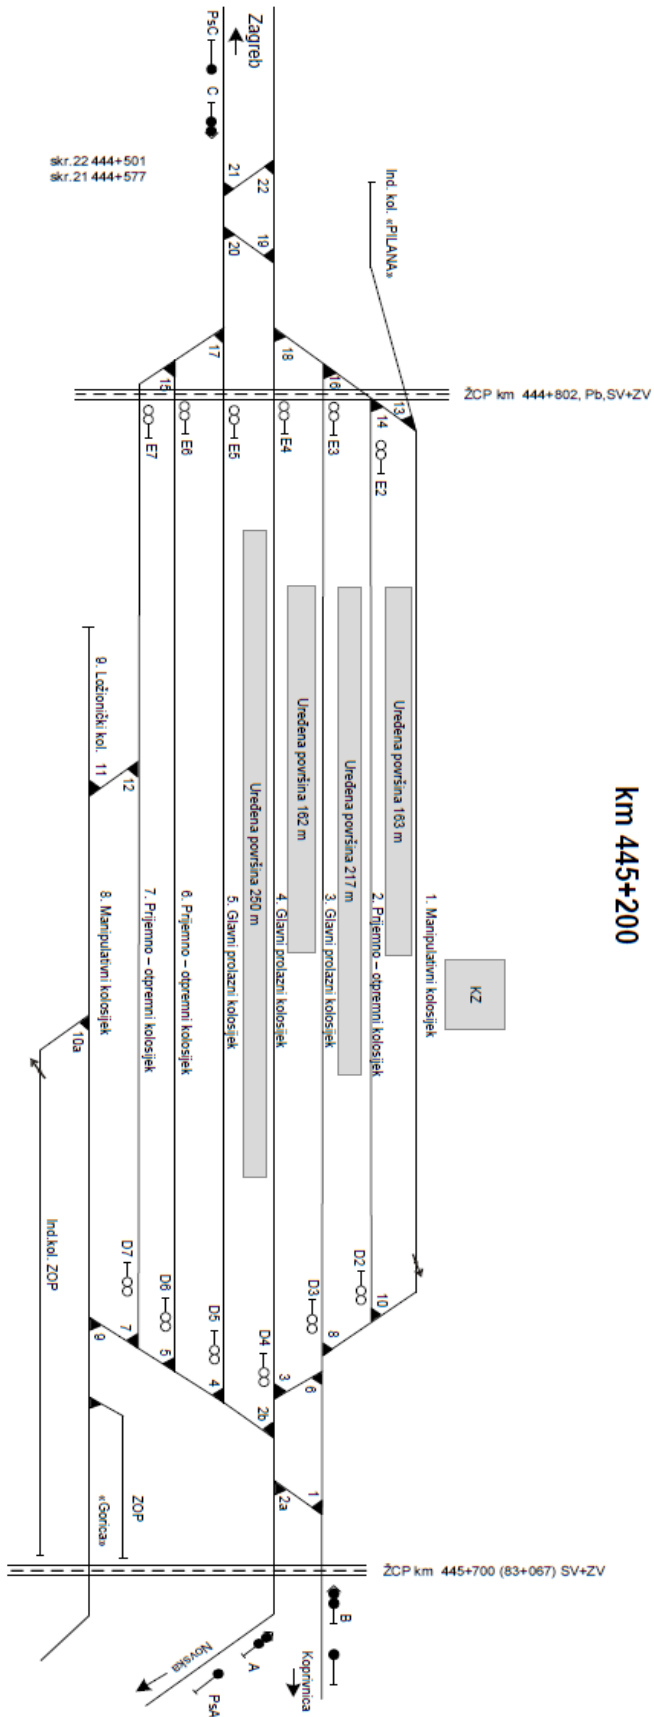 km 445+200
Zagreb
PsC
C
skr.22 444+501
skr.21 444+577
21
22
20
19
Ind. kol. «PILANA»
17
18
16
15
14
13
ŽCP km 444+802, Pb,SV+ZV
E7
E6
E5
E4
E3
E2
Uređena površina 163 m
Uređena površina 217 m
Uređena površina 162 m
Uređena površina 250 m
KZ
1. Manipulativni kolosijek
2. Prijemno – otpremni kolosijek
3. Glavni prolazni kolosijek
4. Glavni prolazni kolosijek
5. Glavni prolazni kolosijek
6. Prijemno – otpremni kolosijek
7. Prijemno – otpremni kolosijek
8. Manipulativni kolosijek
9. Ložionički kol.
11
12
10a
Ind.kol. ZOP
D7
D6
D5
D4
D3
D2
10
8
6
3
2b
4
5
7
9
1
2a
ZOP
«Gorica»
ŽCP km 445+700 (83+067) SV+ZV
B
A
PsA
Novska
Koprivnica